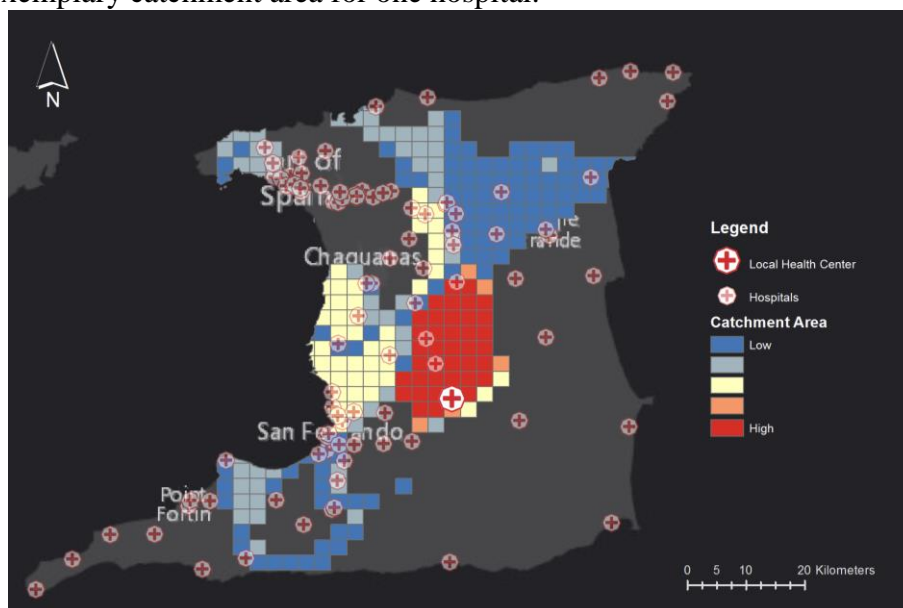 xemplary catchment area for one hospital.
N
Spain
Chaguanas
San Fernando
Point
Fortin
Legend
Local Health Center
Hospitals
Catchment Area
Low
High
0 5 10 20 Kilometers